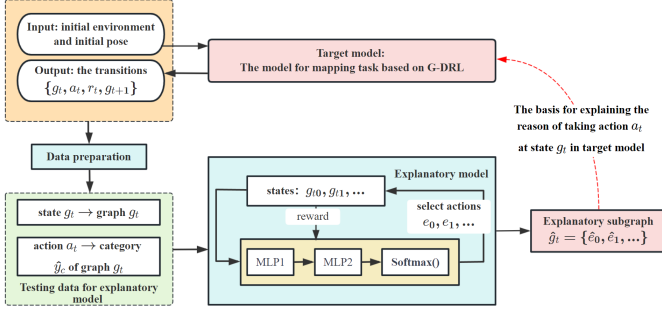 Input: initial environment
and initial pose
Output: the transitions
{g_t, a_t, r_t, g_{t+1}}
Target model:
The model for mapping task based on G-DRL
The basis for explaining the
reason of taking action a_t
at state g_t in target model
Data preparation
state g_t → graph g_t
action a_t → category
ŷ_c of graph g_t
Testing data for explanatory
model
Explanatory model
states: g_{t0}, g_{t1}, ...
reward
select actions
e_0, e_1, ...
MLP1
MLP2
Softmax()
Explanatory subgraph
ĝ_t = {ê_0, ê_1, ...}